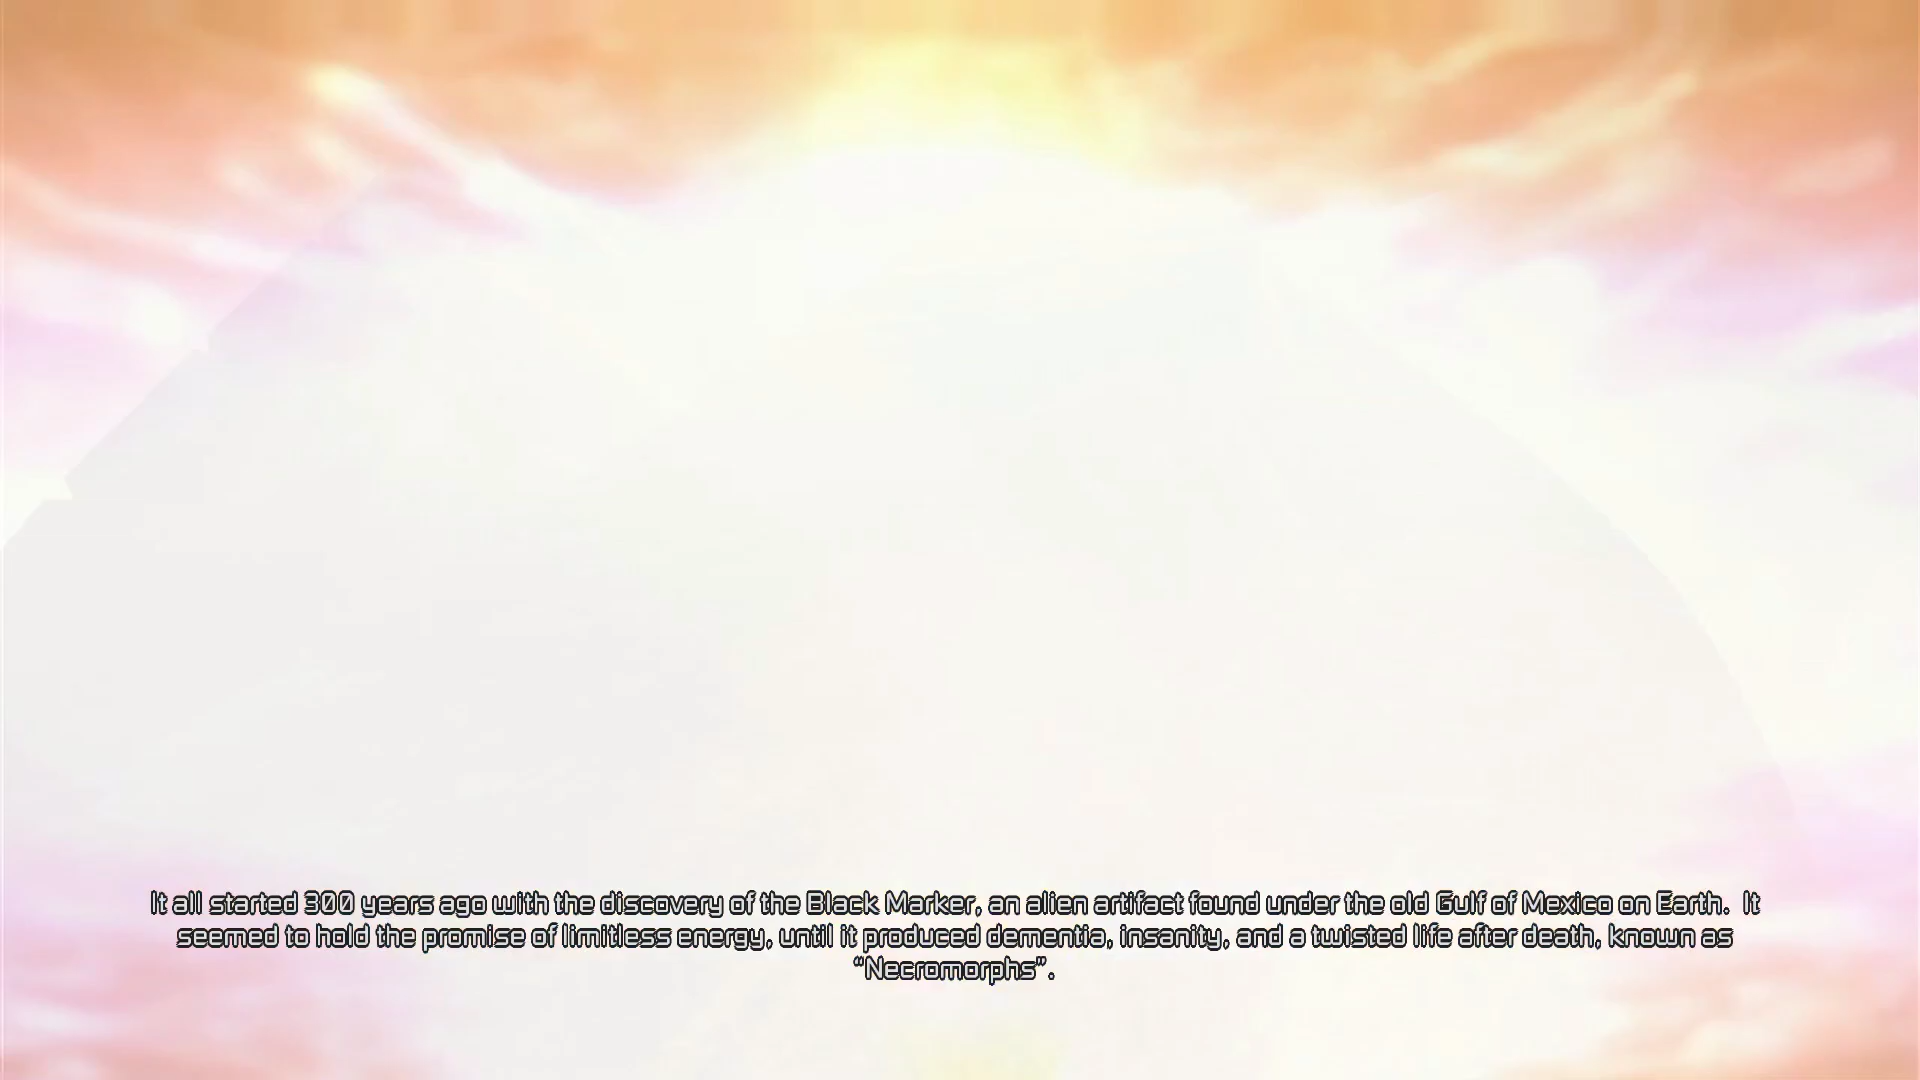 It all started 300 years ago with the discovery of the Black Marker, an alien artifact found under the old Gulf of Mexico on Earth.  It
seemed to hold the promise of limitless energy, until it produced dementia, insanity, and a twisted life after death, known as
“Necromorphs”.